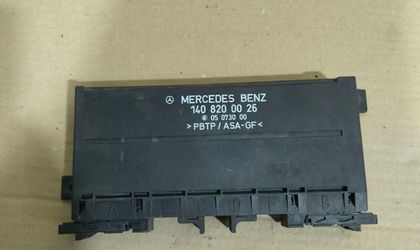 MERCEDES BENZ
140 820 00 26
05 0730 00
>PBTP/ASA-GF<